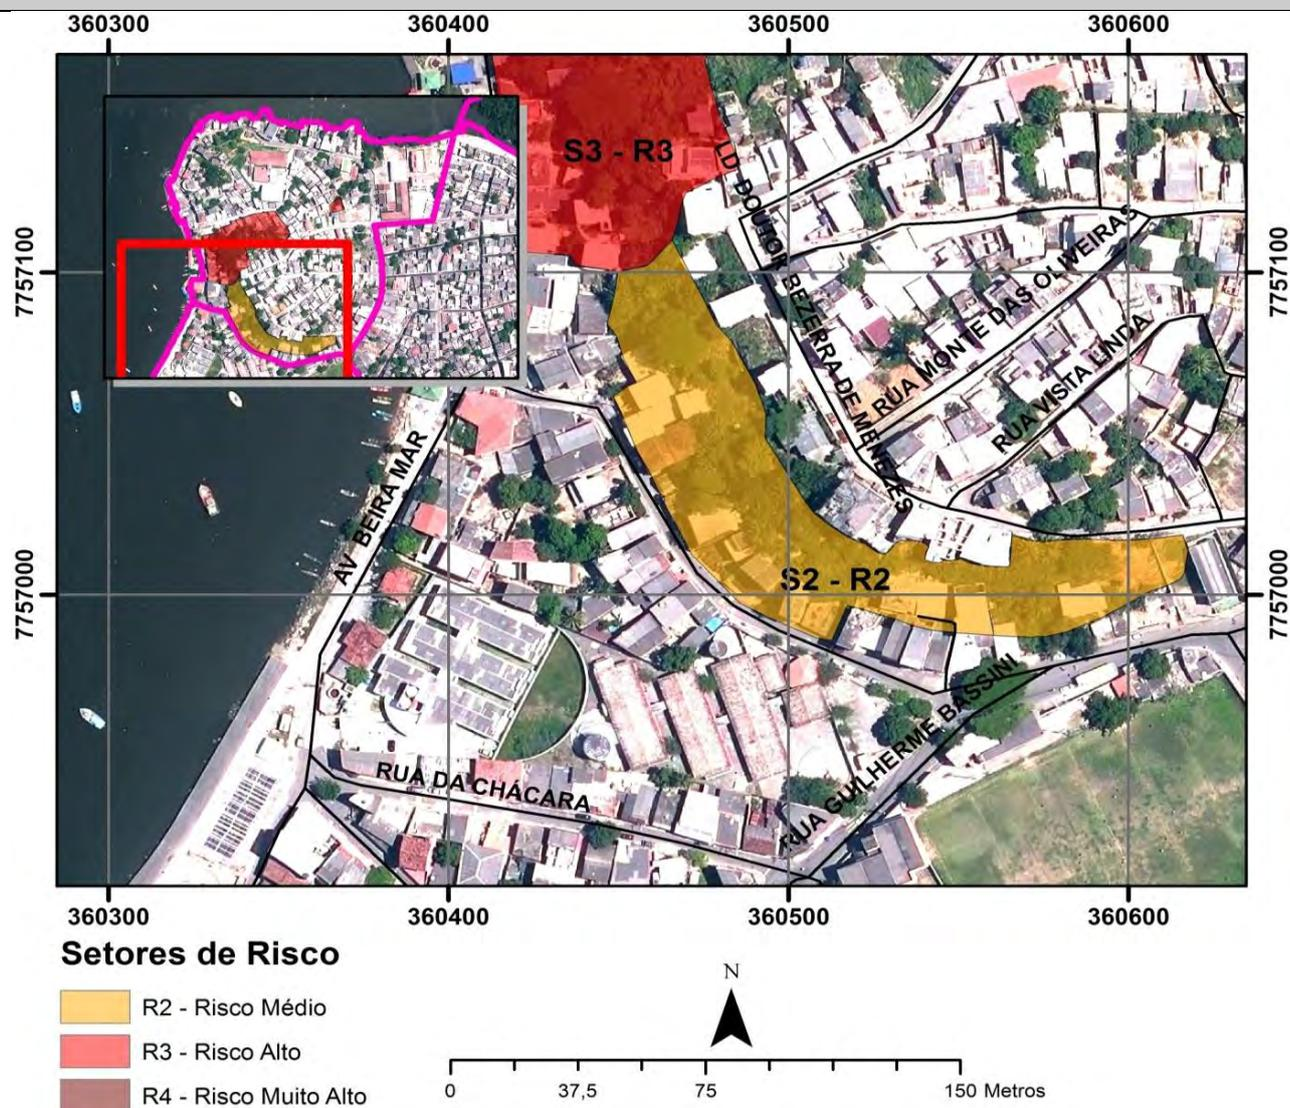 360300 360400 360500 360600
S3 - R3
LD DOUTOR BEZERRA DE MENEZES
7757100
7757100
RUA MONTE DAS OLIVEIRAS
RUA VISTA LINDA
AV BEIRA MAR
S2 - R2
7757000
7757000
RUA GUILHERME BASSINI
RUA DA CHÁCARA
360300 360400 360500 360600
Setores de Risco
R2 - Risco Médio
R3 - Risco Alto
R4 - Risco Muito Alto
N
0 37,5 75 150 Metros